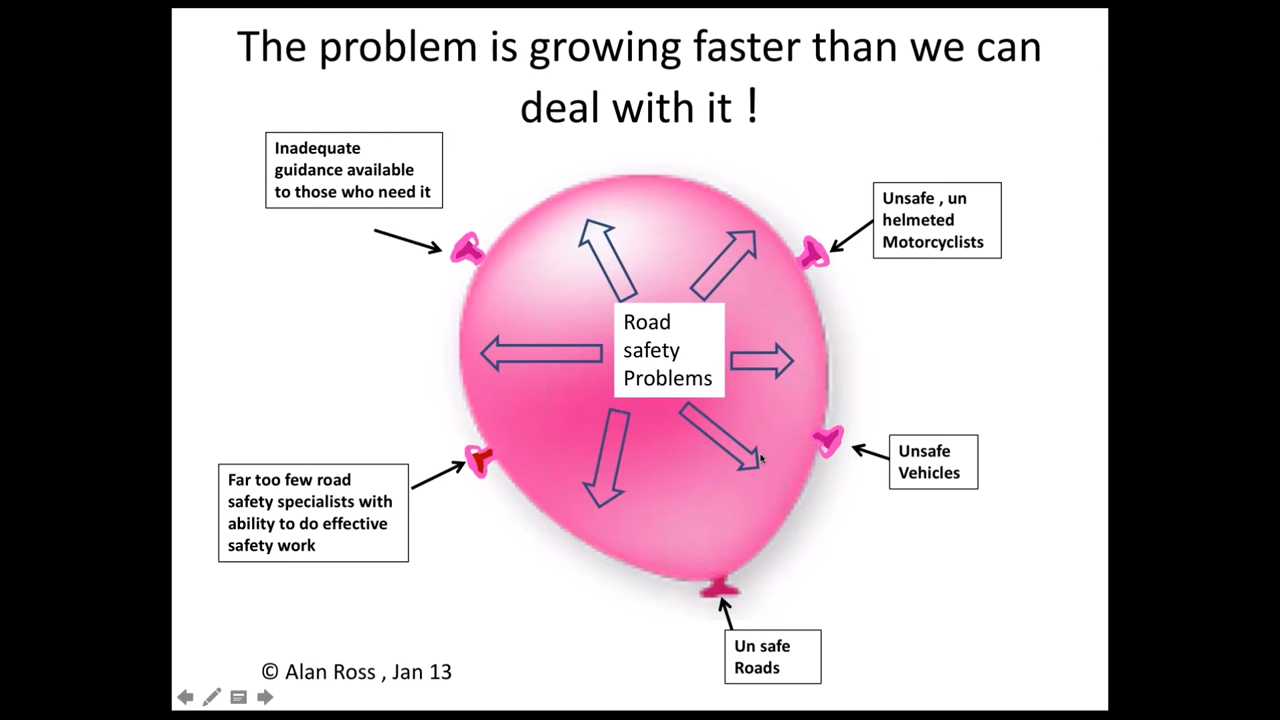 The problem is growing faster than we can
deal with it !
Inadequate
guidance available
to those who need it
Unsafe , un
helmeted
Motorcyclists
Road
safety
Problems
Unsafe
Vehicles
Far too few road
safety specialists with
ability to do effective
safety work
Un safe
Roads
© Alan Ross , Jan 13